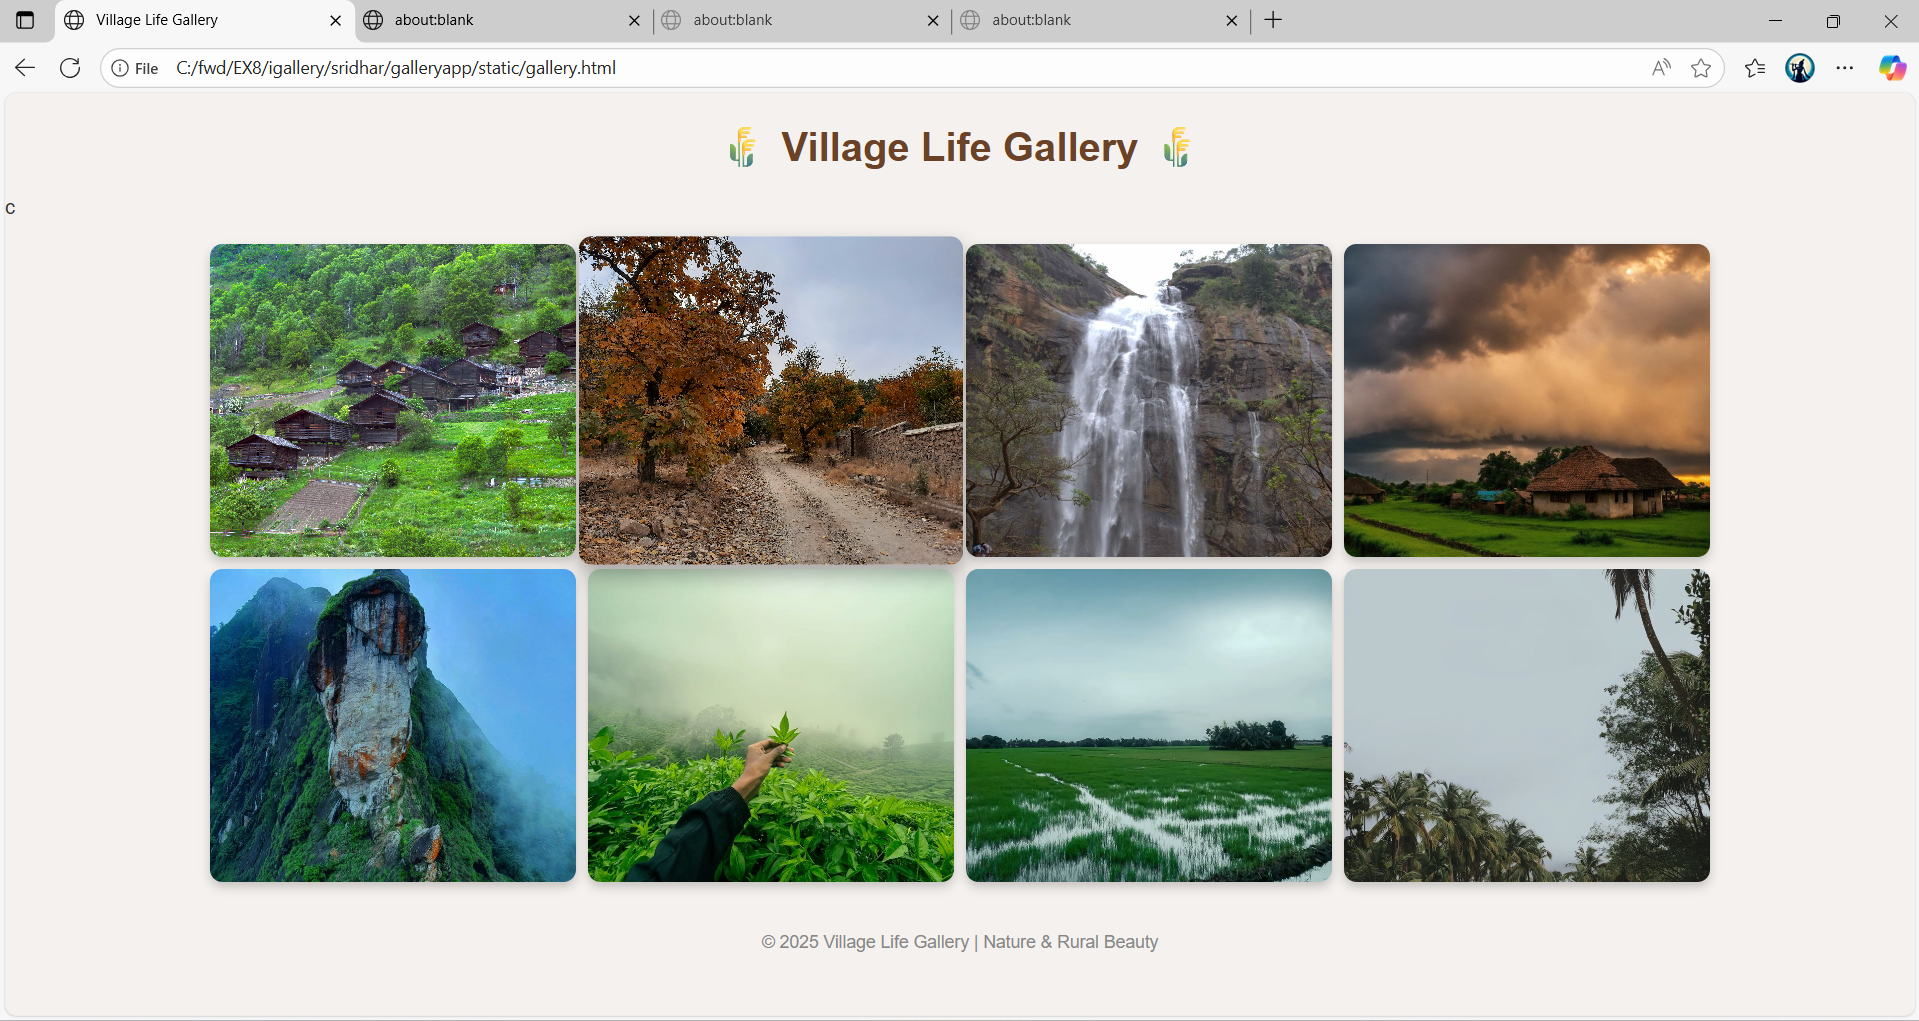 Village Life Gallery
about:blank
about:blank
about:blank
File C:/fwd/EX8/igallery/sridhar/galleryapp/static/gallery.html
🌾 Village Life Gallery 🌾
c
© 2025 Village Life Gallery | Nature & Rural Beauty